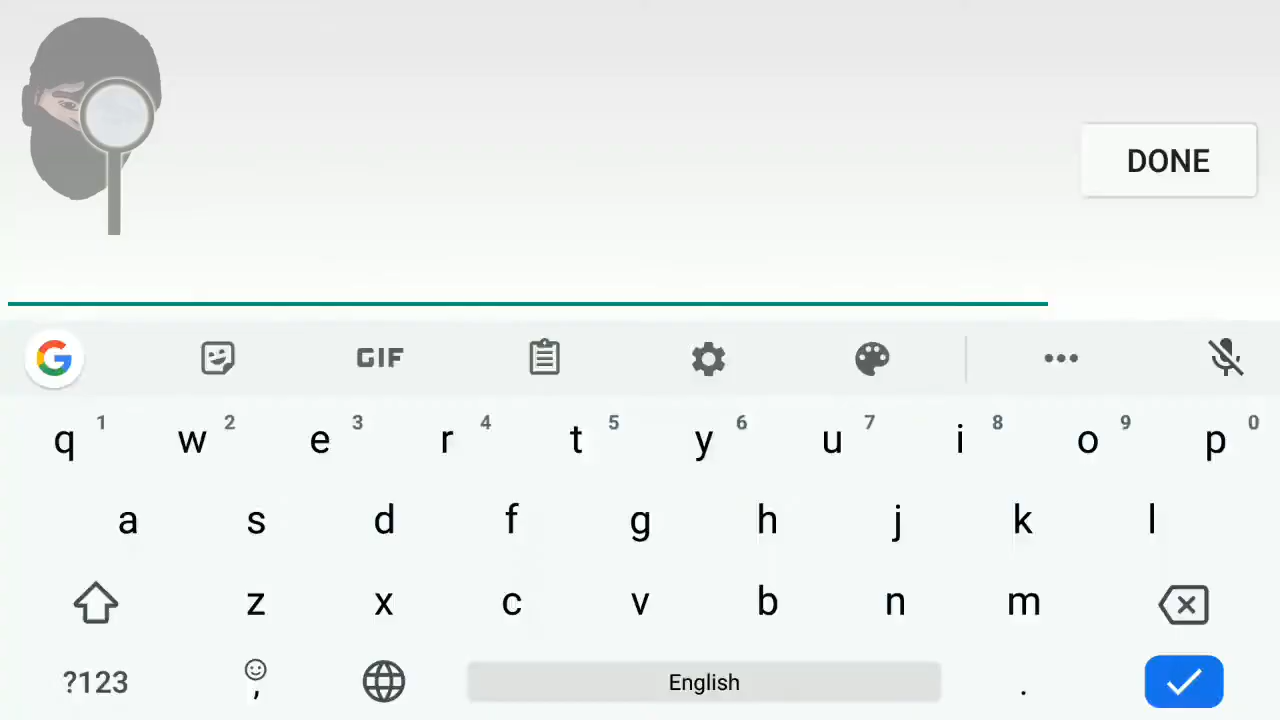 DONE
G
GIF
q 1 w 2 e 3 r 4 t 5 y 6 u 7 i 8 o 9 p 0
a s d f g h j k l
z x c v b n m
?123 , English .